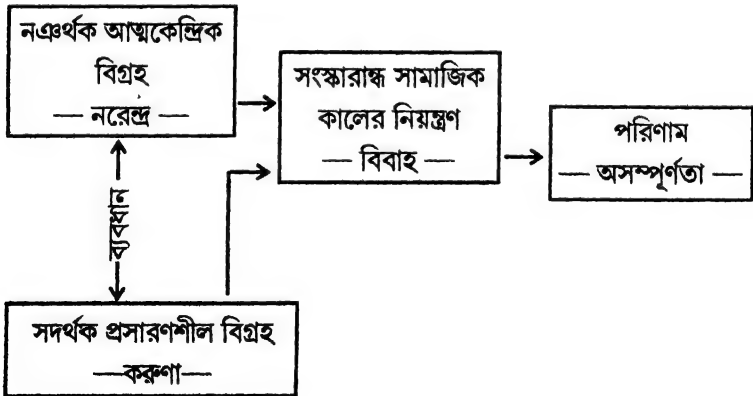 নঞর্থক আত্মকেন্দ্রিক
বিগ্রহ
— নরেন্দ্র —
সংস্কারান্ধ সামাজিক
কালের নিয়ন্ত্রণ
— বিবাহ —
পরিণাম
— অসম্পূর্ণতা —
ব্যবধান
সদর্থক প্রসারণশীল বিগ্রহ
—করুণা—